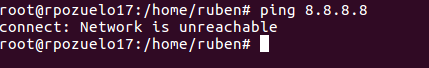 root@rpozuelo17:/home/ruben# ping 8.8.8.8
connect: Network is unreachable
root@rpozuelo17:/home/ruben#